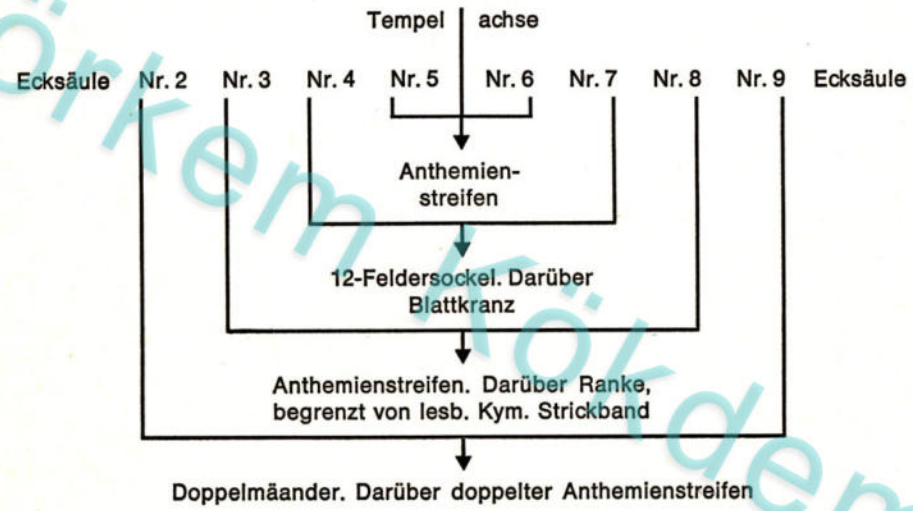 Tempel achse
Ecksäule Nr. 2 Nr. 3 Nr. 4 Nr. 5 Nr. 6 Nr. 7 Nr. 8 Nr. 9 Ecksäule
Anthemien-
streifen
12-Feldersockel. Darüber
Blattkranz
Anthemienstreifen. Darüber Ranke,
begrenzt von lesb. Kym. Strickband
Doppelmäander. Darüber doppelter Anthemienstreifen
örkem Kökdem